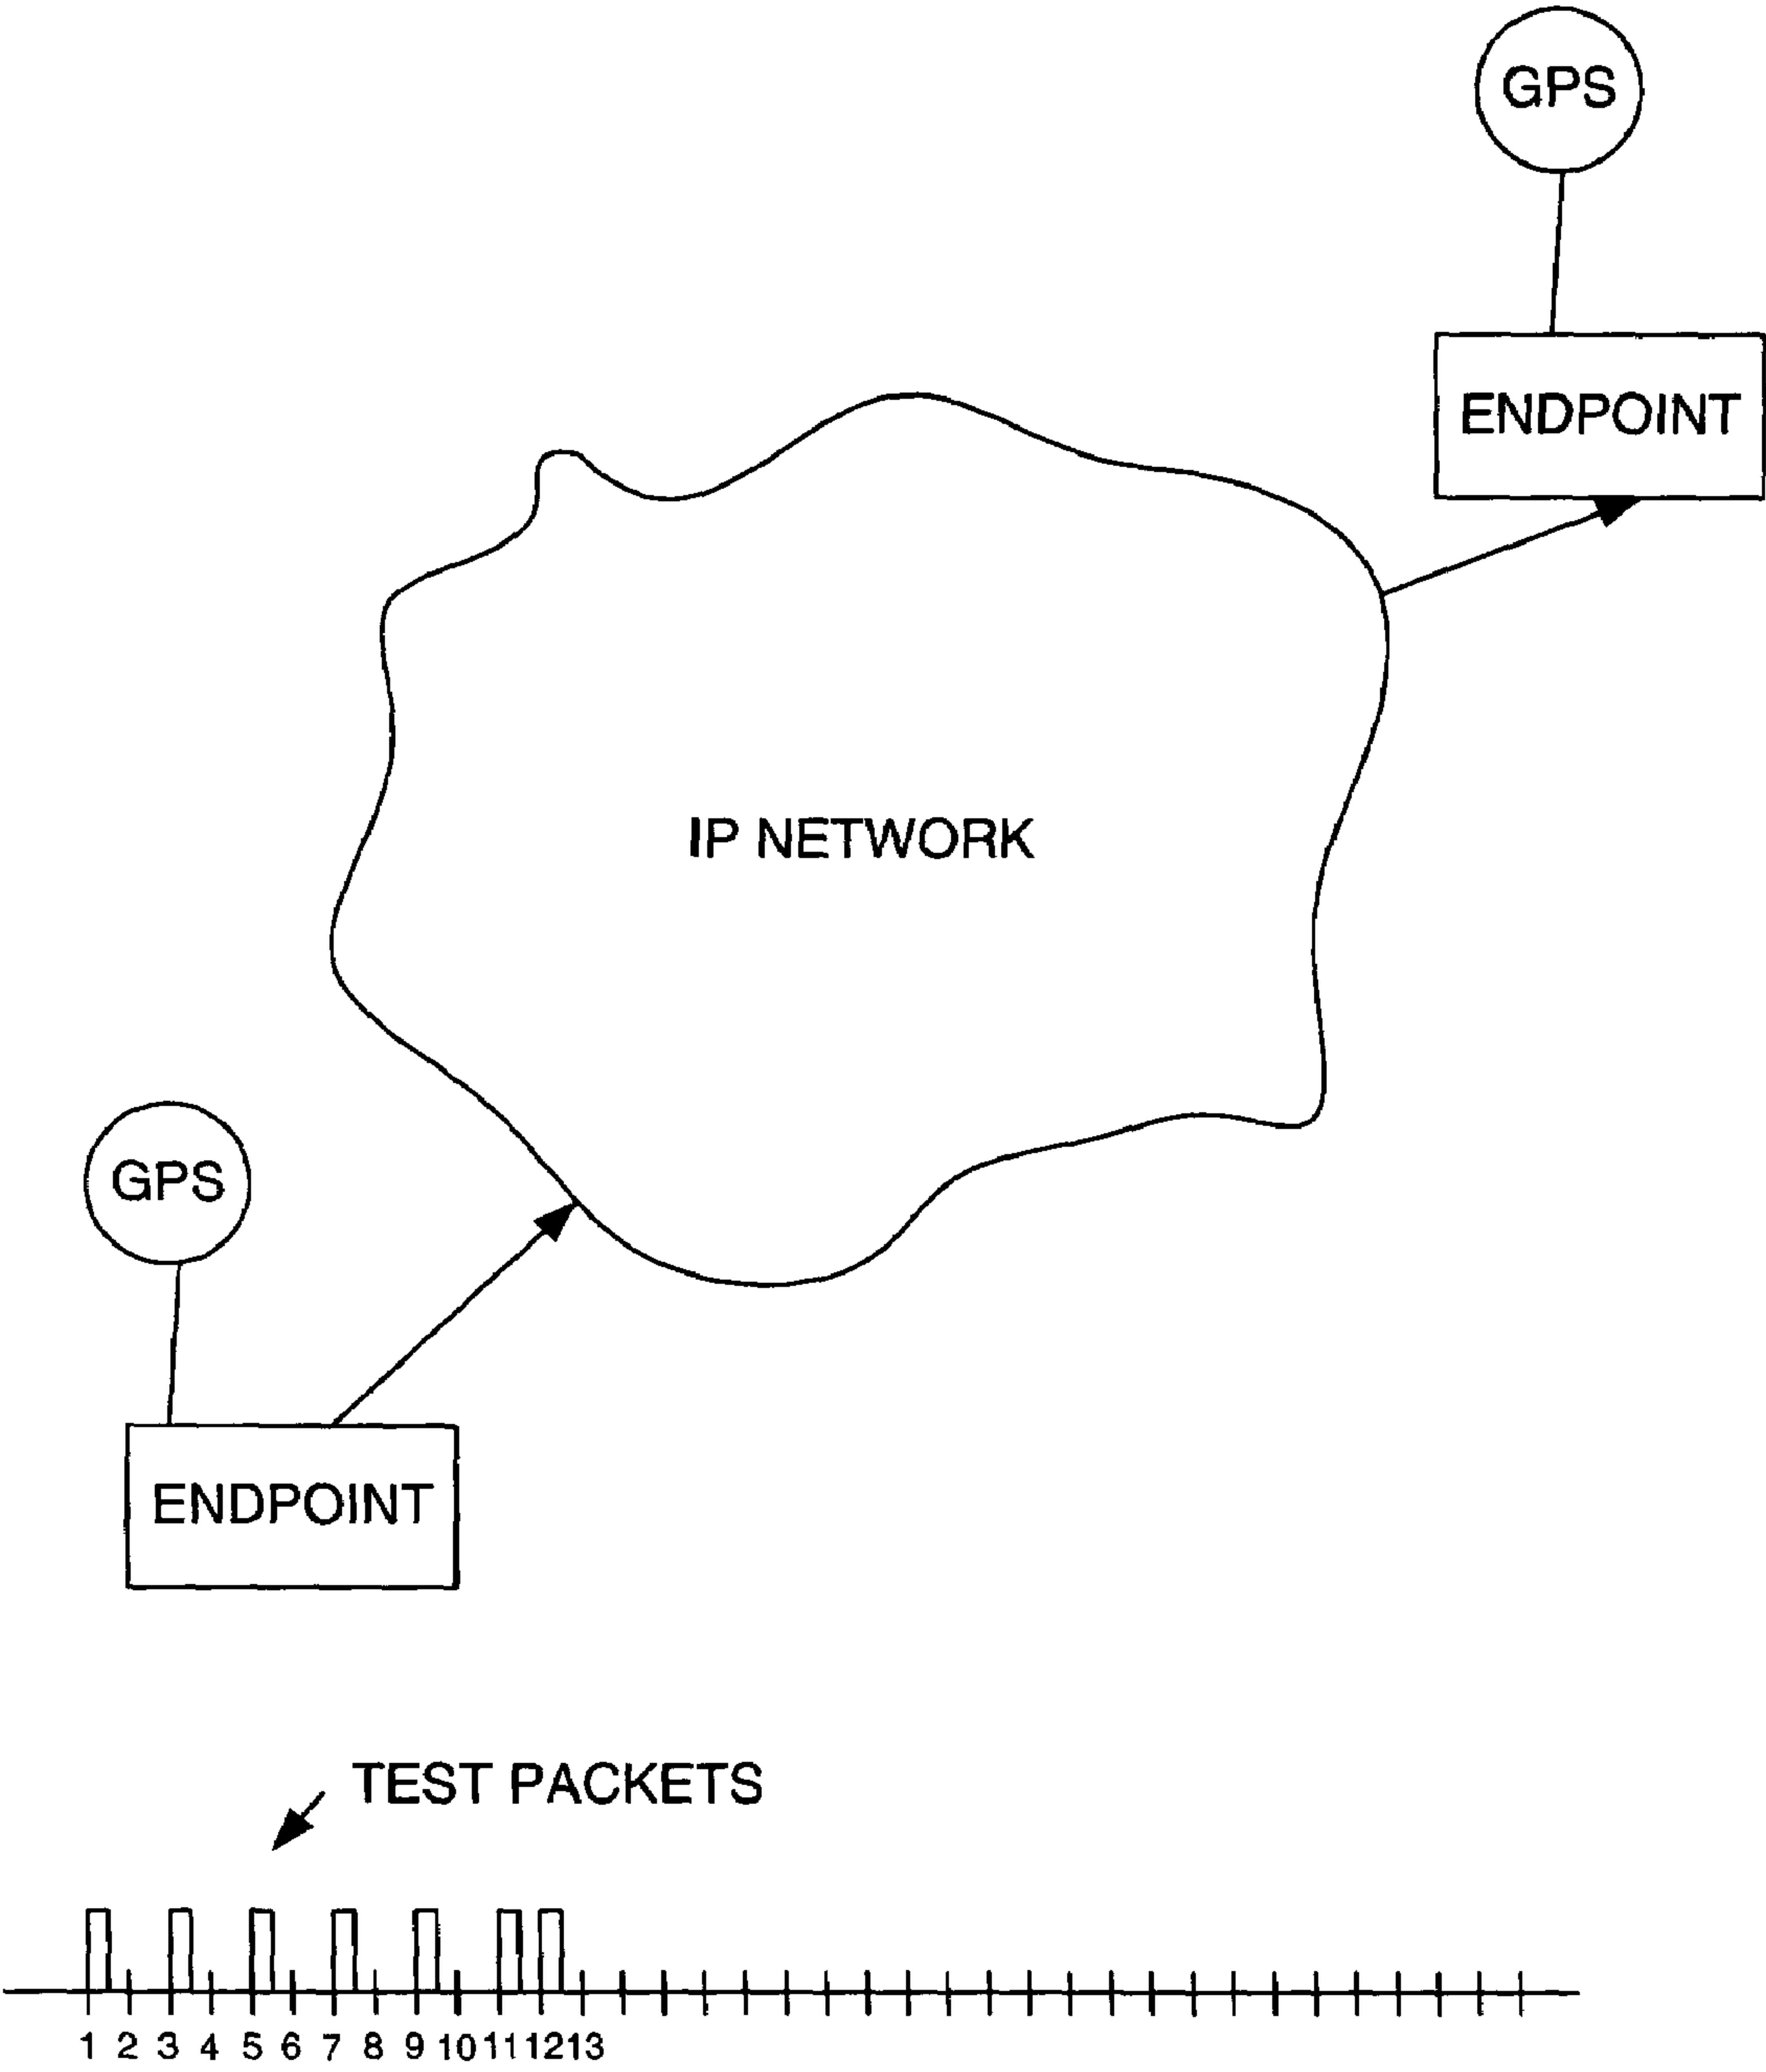 GPS
ENDPOINT
IP NETWORK
GPS
ENDPOINT
TEST PACKETS
1 2 3 4 5 6 7 8 9 10 11 12 13